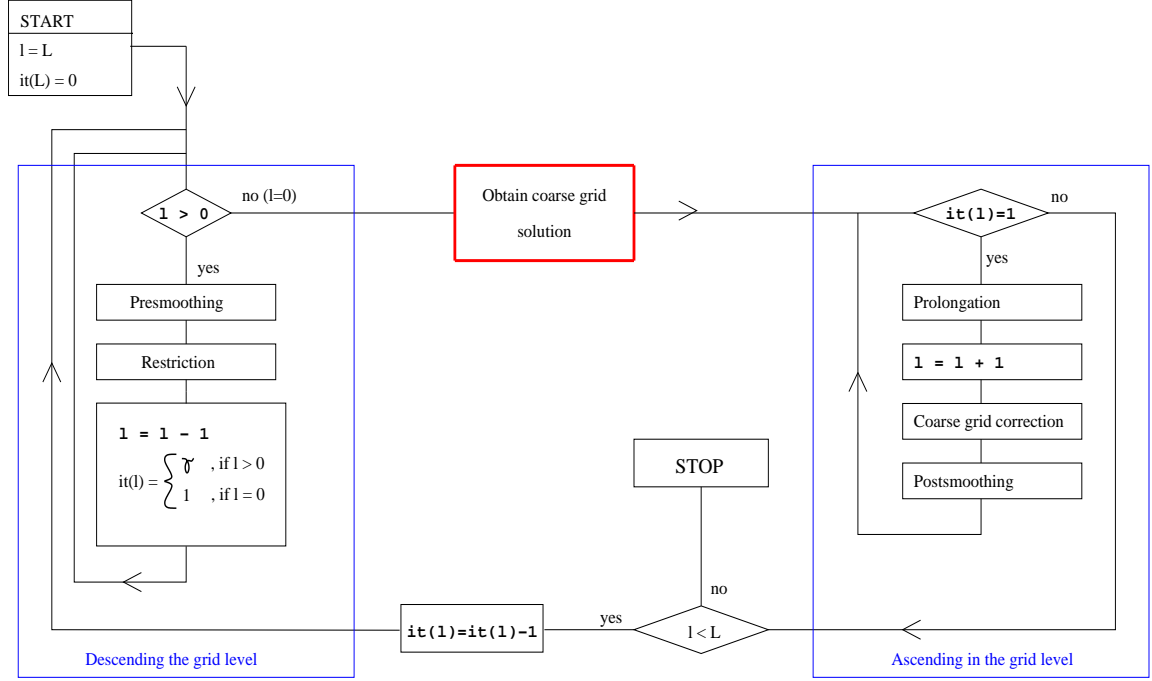 START
l = L
it(L) = 0
l > 0
no (l=0)
yes
Presmoothing
Restriction
l = l - 1
it(l) = { γ , if l > 0
1 , if l = 0
Descending the grid level
Obtain coarse grid
solution
it(l)=1
no
yes
Prolongation
l = l + 1
Coarse grid correction
Postsmoothing
Ascending in the grid level
STOP
no
l < L
yes
it(l)=it(l)-1